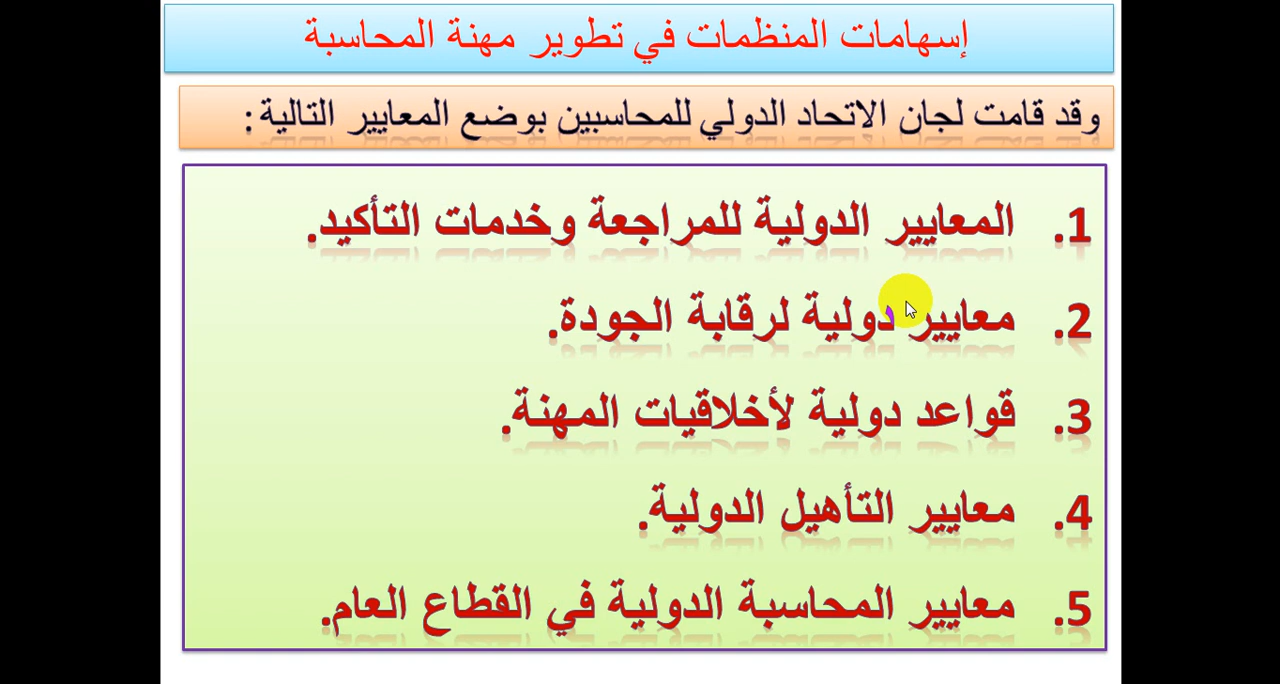 إسهامات المنظمات في تطوير مهنة المحاسبة
وقد قامت لجان الاتحاد الدولي للمحاسبين بوضع المعايير التالية :
1. المعايير الدولية للمراجعة وخدمات التأكيد.
2. معايير دولية لرقابة الجودة.
3. قواعد دولية لأخلاقيات المهنة.
4. معايير التأهيل الدولية.
5. معايير المحاسبة الدولية في القطاع العام.